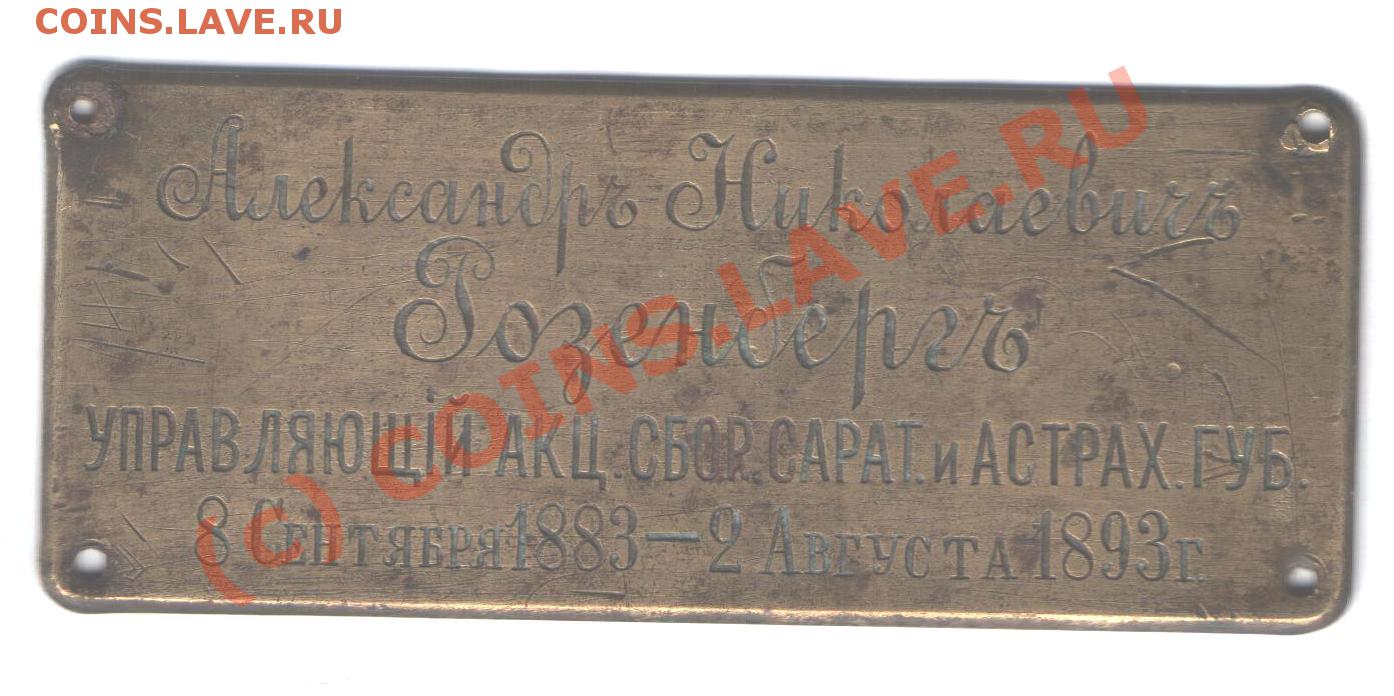 COINS.LAVE.RU
Александръ Николаевичъ
Розенбергъ
УПРАВЛЯЮЩІЙ АКЦ.СБОР.САРАТ.и АСТРАХ.ГУБ.
8 Сентября 1883—2 Августа 1893г.
(c) COINS.LAVE.RU